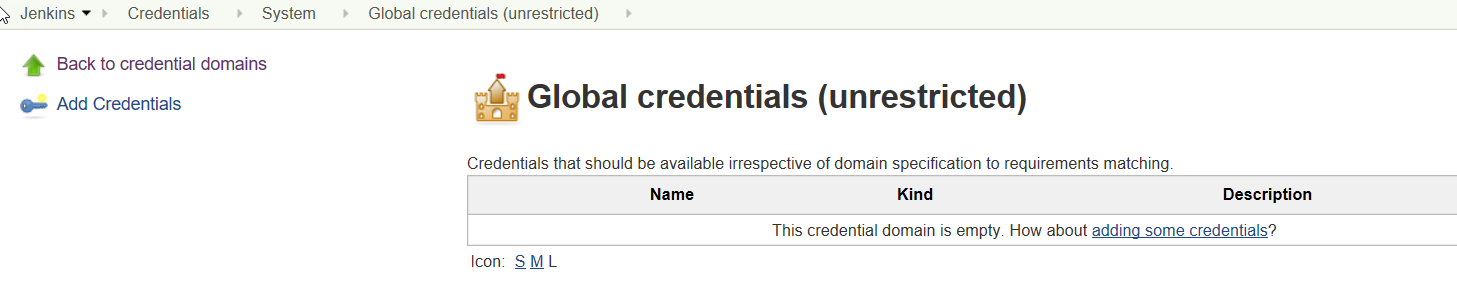 Jenkins Credentials System Global credentials (unrestricted)
Back to credential domains
Add Credentials
Global credentials (unrestricted)
Credentials that should be available irrespective of domain specification to requirements matching.
Name Kind Description
This credential domain is empty. How about adding some credentials?
Icon: S M L